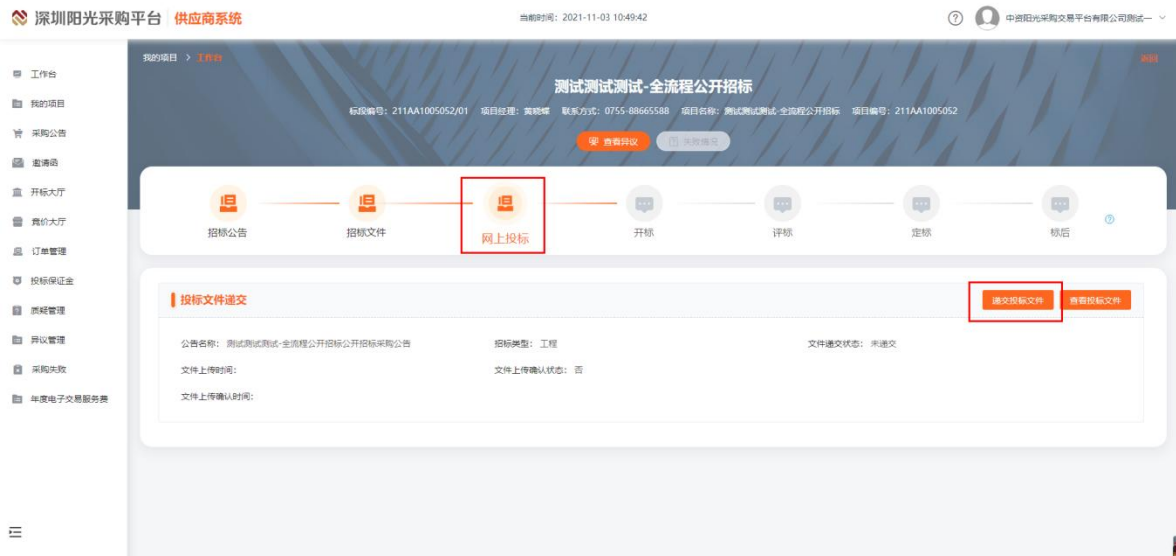 深圳阳光采购平台 供应商系统
当前时间：2021-11-03 10:49:42
中资阳光采购交易平台有限公司测试一
我的项目 > 工作台
返回
工作台
我的项目
采购公告
邀请函
开标大厅
竞价大厅
订单管理
投标保证金
质疑管理
异议管理
采购失败
年度电子交易服务费
测试测试测试-全流程公开招标
标段编号：211AA1005052/01 项目经理：黄晓蝶 联系方式：0755-88665588 项目名称：测试测试测试-全流程公开招标 项目编号：211AA1005052
查看异议
失败情况
招标公告
招标文件
网上投标
开标
评标
定标
标后
投标文件递交
递交投标文件
查看投标文件
公告名称：测试测试测试-全流程公开招标公开招标采购公告 招标类型：工程 文件递交状态：未递交
文件上传时间： 文件上传确认状态：否
文件上传确认时间：